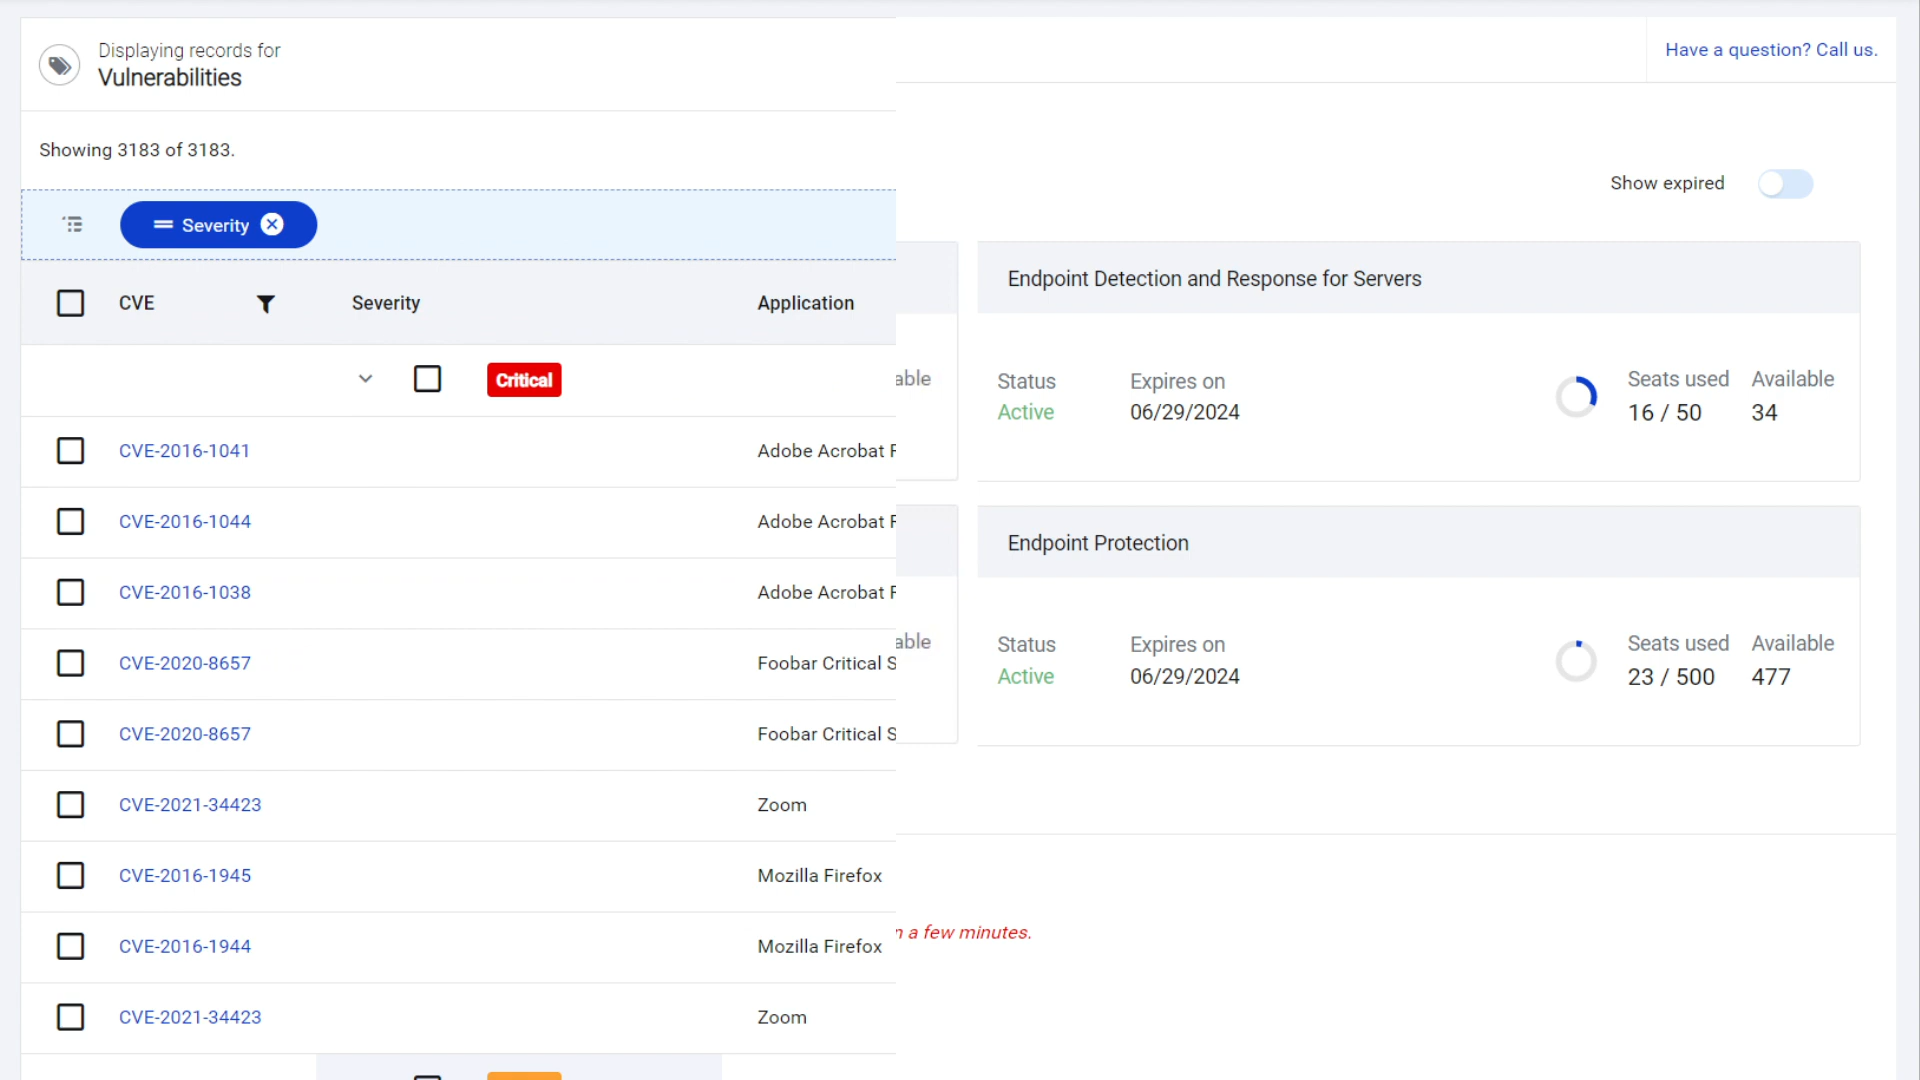 Displaying records for
Vulnerabilities
Have a question? Call us.
Showing 3183 of 3183.
Show expired
Severity
CVE Severity Application
Critical
CVE-2016-1041 Adobe Acrobat
CVE-2016-1044 Adobe Acrobat
CVE-2016-1038 Adobe Acrobat
CVE-2020-8657 Foobar Critical S
CVE-2020-8657 Foobar Critical S
CVE-2021-34423 Zoom
CVE-2016-1945 Mozilla Firefox
CVE-2016-1944 Mozilla Firefox
CVE-2021-34423 Zoom
able
Endpoint Detection and Response for Servers
Status Expires on Seats used Available
Active 06/29/2024 16 / 50 34
able
Endpoint Protection
Status Expires on Seats used Available
Active 06/29/2024 23 / 500 477
n a few minutes.